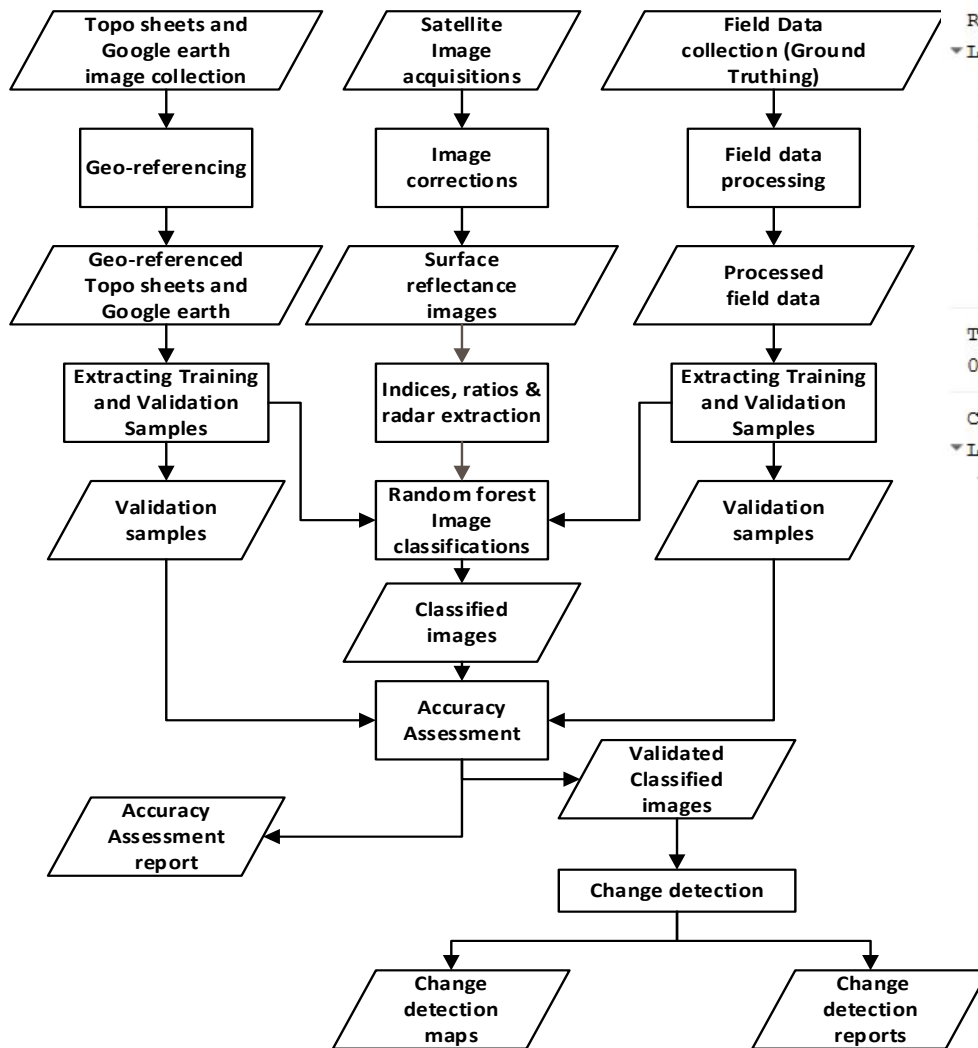 Topo sheets and
Google earth
image collection
Satellite
Image
acquisitions
Field Data
collection (Ground
Truthing)
Geo-referencing
Image
corrections
Field data
processing
Geo-referenced
Topo sheets and
Google earth
Surface
reflectance
images
Processed
field data
Extracting Training
and Validation
Samples
Indices, ratios &
radar extraction
Extracting Training
and Validation
Samples
Validation
samples
Random forest
Image
classifications
Validation
samples
Classified
images
Accuracy
Assessment
Validated
Classified
images
Accuracy
Assessment
report
Change detection
Change
detection
maps
Change
detection
reports